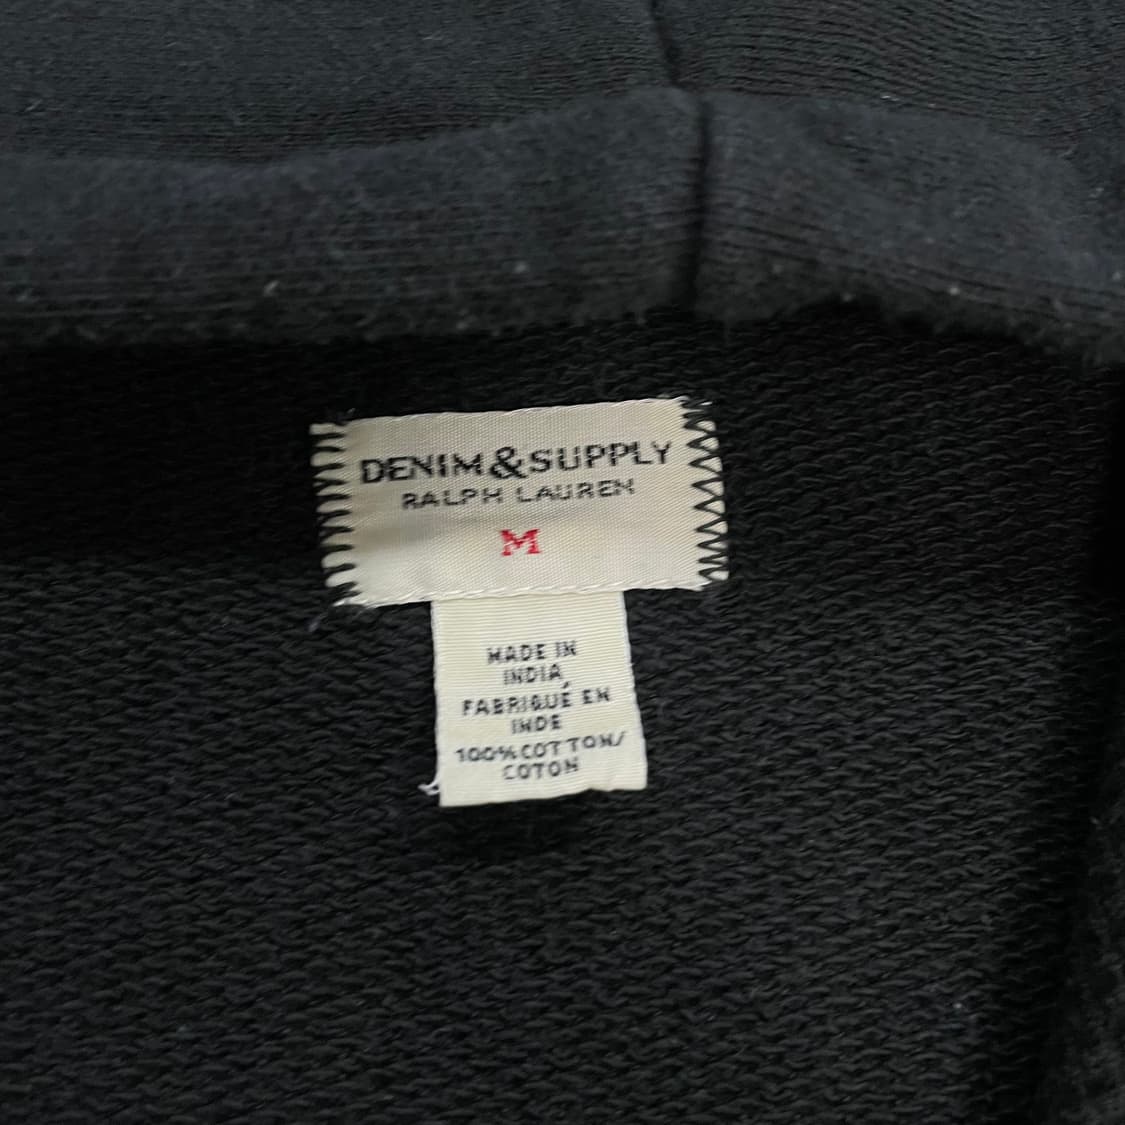 DENIM&SUPPLY
RALPH LAUREN
M
MADE IN
INDIA
FABRIQUÉ EN
INDE
100%COTTON/
COTON